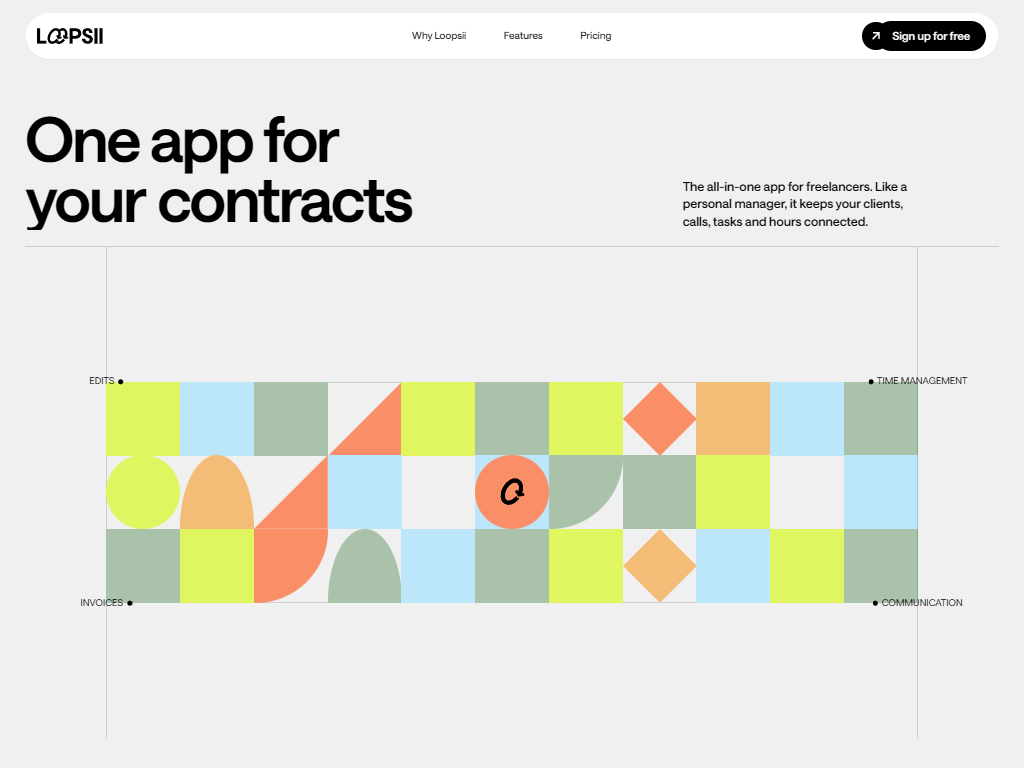 LOOPSII
Why Loopsii
Features
Pricing
Sign up for free
One app for
your contracts
The all-in-one app for freelancers. Like a
personal manager, it keeps your clients,
calls, tasks and hours connected.
EDITS
TIME MANAGEMENT
INVOICES
COMMUNICATION